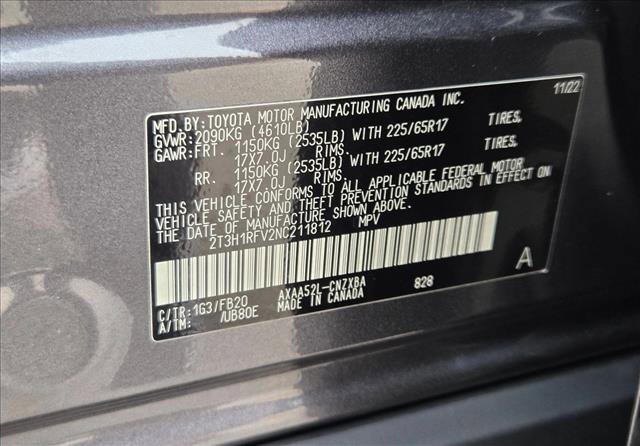 11/22
MFD.BY:TOYOTA MOTOR MANUFACTURING CANADA INC.
GVWR:2090KG (4610LB)
GAWR:FRT. 1150KG (2535LB) WITH 225/65R17 TIRES.
17X7.0J RIMS.
RR. 1150KG (2535LB) WITH 225/65R17 TIRES.
17X7.0J RIMS.
THIS VEHICLE CONFORMS TO ALL APPLICABLE FEDERAL MOTOR
VEHICLE SAFETY AND THEFT PREVENTION STANDARDS IN EFFECT ON
THE DATE OF MANUFACTURE SHOWN ABOVE.
2T3H1RFV2NC211812 MPV
A
C/TR:1G3/FB20 AXAA52L-CNZXBA 828
A/TM: /UB80E MADE IN CANADA